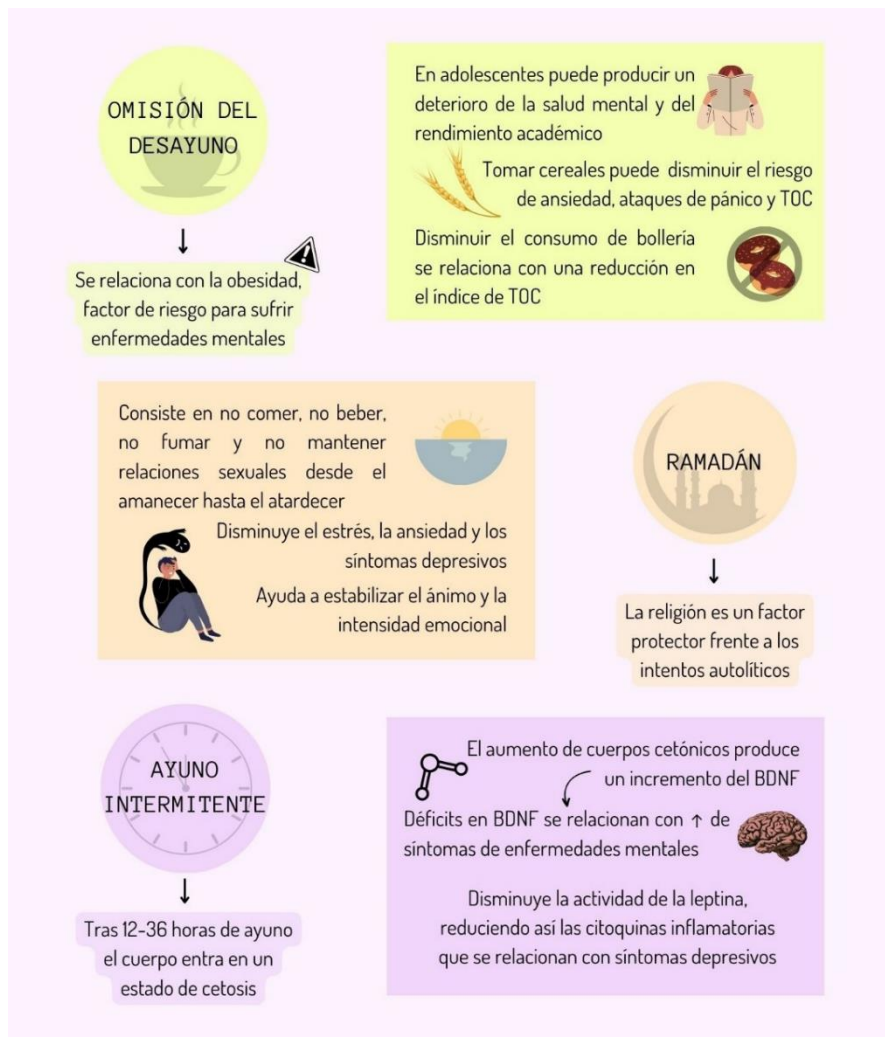 OMISIÓN DEL
DESAYUNO
Se relaciona con la obesidad,
factor de riesgo para sufrir
enfermedades mentales
En adolescentes puede producir un
deterioro de la salud mental y del
rendimiento académico
Tomar cereales puede disminuir el riesgo
de ansiedad, ataques de pánico y TOC
Disminuir el consumo de bollería
se relaciona con una reducción en
el índice de TOC
Consiste en no comer, no beber,
no fumar y no mantener
relaciones sexuales desde el
amanecer hasta el atardecer
Disminuye el estrés, la ansiedad y los
síntomas depresivos
Ayuda a estabilizar el ánimo y la
intensidad emocional
RAMADÁN
La religión es un factor
protector frente a los
intentos autolíticos
AYUNO
INTERMITENTE
Tras 12-36 horas de ayuno
el cuerpo entra en un
estado de cetosis
El aumento de cuerpos cetónicos produce
un incremento del BDNF
Déficits en BDNF se relacionan con ↑ de
síntomas de enfermedades mentales
Disminuye la actividad de la leptina,
reduciendo así las citoquinas inflamatorias
que se relacionan con síntomas depresivos